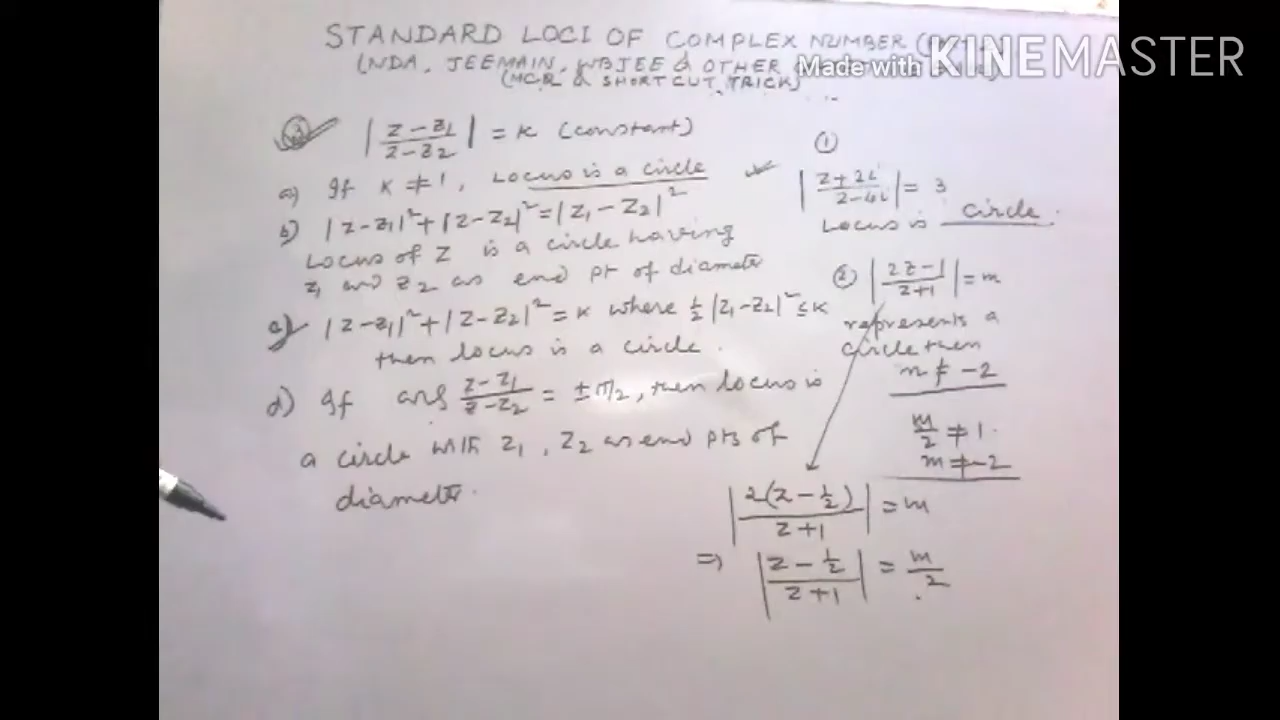 STANDARD LOCI OF COMPLEX NUMBER
(NDA, JEEMAIN, WBJEE & OTHER
Made with KINEMASTER
(MCQ & SHORT CUT TRICK)
③ |(z-z₁)/(z-z₂)| = K (constant)
a) If K ≠ 1, Locus is a circle
b) |z-z₁|²+|z-z₂|²=|z₁-z₂|²
Locus of z is a circle having
z₁ and z₂ as end pt of diameter
c) |z-z₁|²+|z-z₂|²=K where ½|z₁-z₂|²≤K
then locus is a circle.
d) If arg (z-z₁)/(z-z₂) = ±π/2, then locus is
a circle with z₁, z₂ as end pts of
diameter.
①
|(z+2i)/(z-4i)| = 3
Locus is circle.
② |(2z-1)/(z+1)| = m
represents a
circle then
m ≠ -2
m/2 ≠ 1.
m ≠ -2
|2(z-½)/(z+1)| = m
⇒ |(z-½)/(z+1)| = m/2